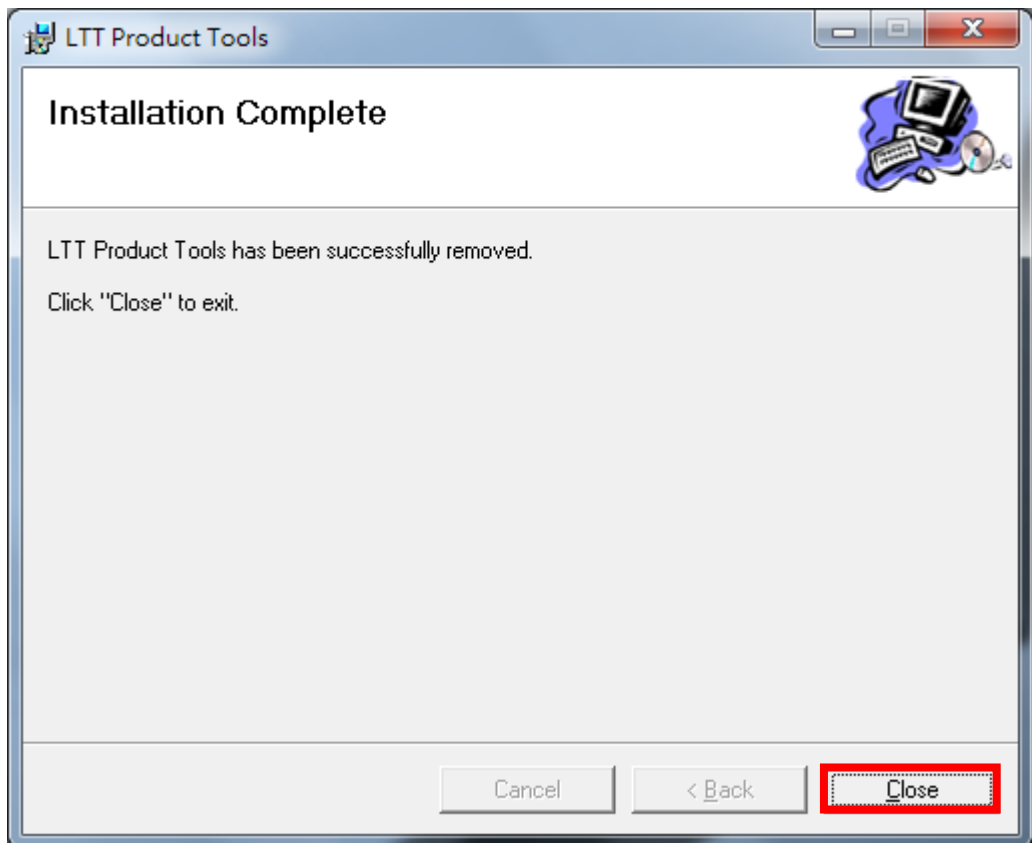 LTT Product Tools
Installation Complete
LTT Product Tools has been successfully removed.
Click "Close" to exit.
Cancel
< Back
Close